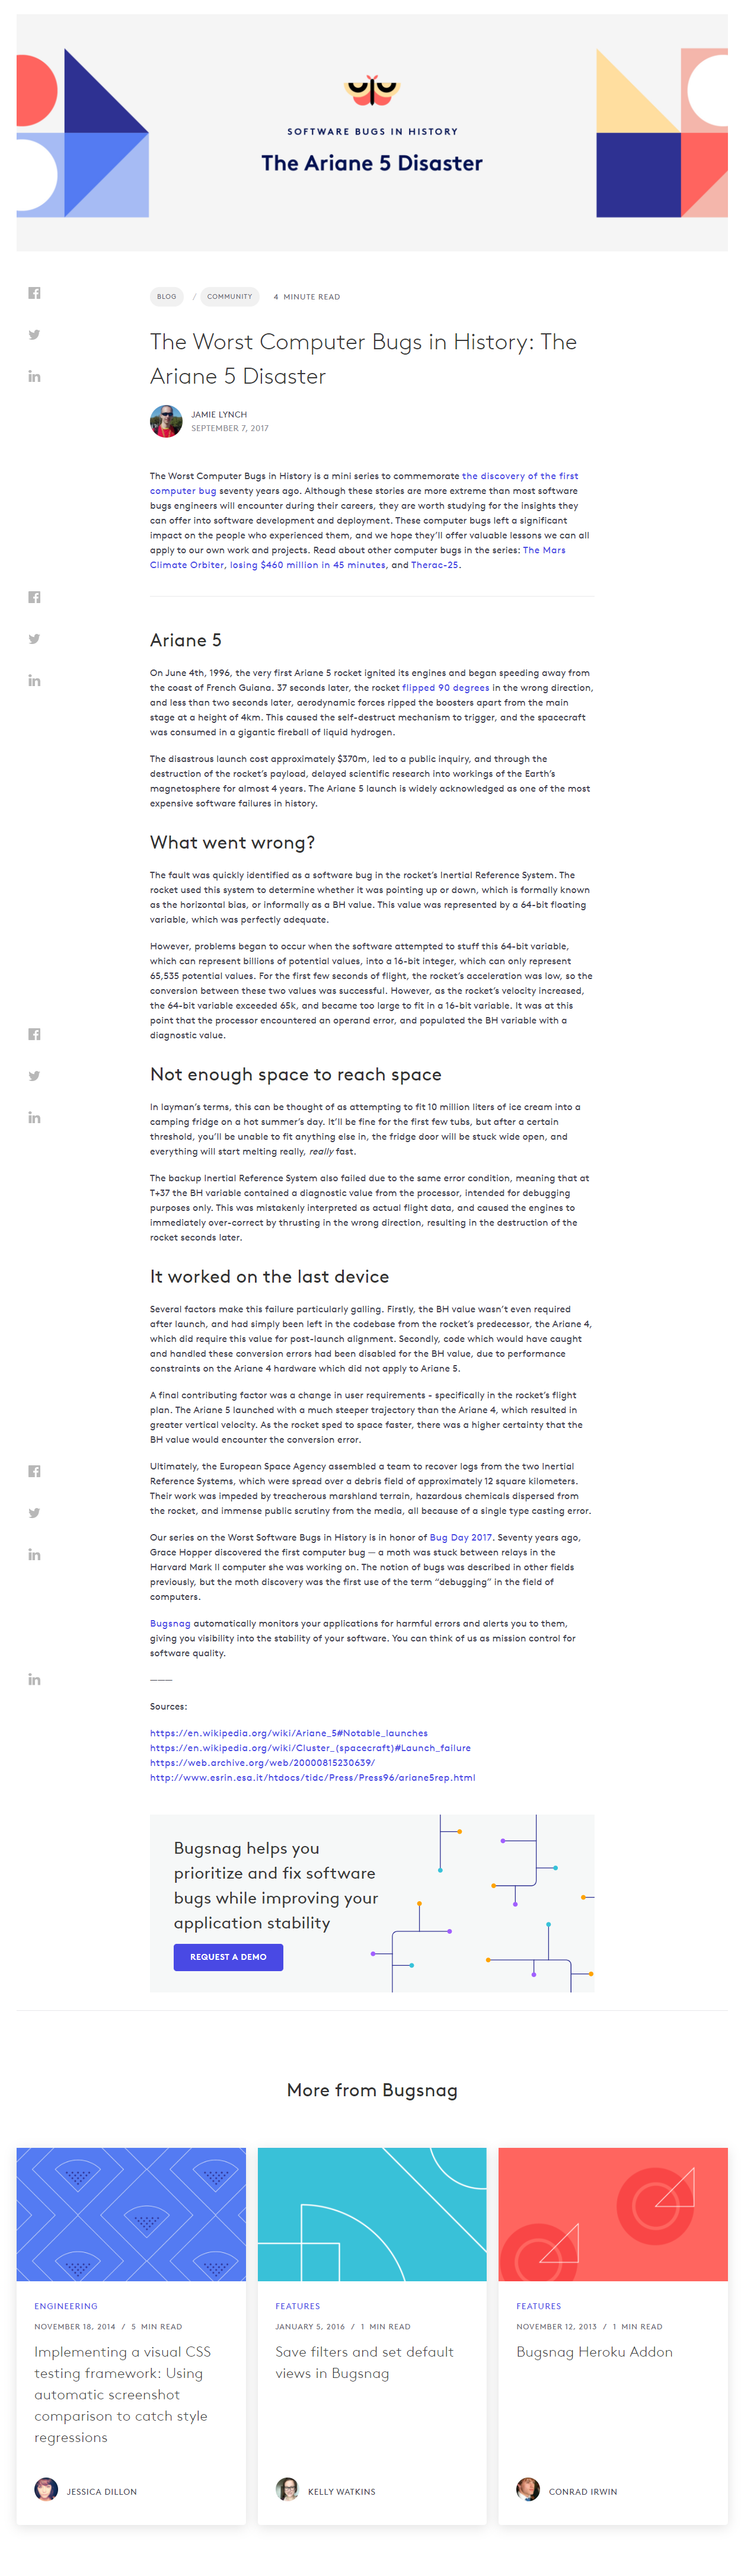 SOFTWARE BUGS IN HISTORY
The Ariane 5 Disaster
BLOG / COMMUNITY 4 MINUTE READ
The Worst Computer Bugs in History: The
Ariane 5 Disaster
JAMIE LYNCH
SEPTEMBER 7, 2017
The Worst Computer Bugs in History is a mini series to commemorate the discovery of the first
computer bug seventy years ago. Although these stories are more extreme than most software
bugs engineers will encounter during their careers, they are worth studying for the insights they
can offer into software development and deployment. These computer bugs left a significant
impact on the people who experienced them, and we hope they’ll offer valuable lessons we can all
apply to our own work and projects. Read about other computer bugs in the series: The Mars
Climate Orbiter, losing $460 million in 45 minutes, and Therac-25.
Ariane 5
On June 4th, 1996, the very first Ariane 5 rocket ignited its engines and began speeding away from
the coast of French Guiana. 37 seconds later, the rocket flipped 90 degrees in the wrong direction,
and less than two seconds later, aerodynamic forces ripped the boosters apart from the main
stage at a height of 4km. This caused the self-destruct mechanism to trigger, and the spacecraft
was consumed in a gigantic fireball of liquid hydrogen.
The disastrous launch cost approximately $370m, led to a public inquiry, and through the
destruction of the rocket’s payload, delayed scientific research into workings of the Earth’s
magnetosphere for almost 4 years. The Ariane 5 launch is widely acknowledged as one of the most
expensive software failures in history.
What went wrong?
The fault was quickly identified as a software bug in the rocket’s Inertial Reference System. The
rocket used this system to determine whether it was pointing up or down, which is formally known
as the horizontal bias, or informally as a BH value. This value was represented by a 64-bit floating
variable, which was perfectly adequate.
However, problems began to occur when the software attempted to stuff this 64-bit variable,
which can represent billions of potential values, into a 16-bit integer, which can only represent
65,535 potential values. For the first few seconds of flight, the rocket’s acceleration was low, so the
conversion between these two values was successful. However, as the rocket’s velocity increased,
the 64-bit variable exceeded 65k, and became too large to fit in a 16-bit variable. It was at this
point that the processor encountered an operand error, and populated the BH variable with a
diagnostic value.
Not enough space to reach space
In layman’s terms, this can be thought of as attempting to fit 10 million liters of ice cream into a
camping fridge on a hot summer’s day. It’ll be fine for the first few tubs, but after a certain
threshold, you’ll be unable to fit anything else in, the fridge door will be stuck wide open, and
everything will start melting really, really fast.
The backup Inertial Reference System also failed due to the same error condition, meaning that at
T+37 the BH variable contained a diagnostic value from the processor, intended for debugging
purposes only. This was mistakenly interpreted as actual flight data, and caused the engines to
immediately over-correct by thrusting in the wrong direction, resulting in the destruction of the
rocket seconds later.
It worked on the last device
Several factors make this failure particularly galling. Firstly, the BH value wasn’t even required
after launch, and had simply been left in the codebase from the rocket’s predecessor, the Ariane 4,
which did require this value for post-launch alignment. Secondly, code which would have caught
and handled these conversion errors had been disabled for the BH value, due to performance
constraints on the Ariane 4 hardware which did not apply to Ariane 5.
A final contributing factor was a change in user requirements - specifically in the rocket’s flight
plan. The Ariane 5 launched with a much steeper trajectory than the Ariane 4, which resulted in
greater vertical velocity. As the rocket sped to space faster, there was a higher certainty that the
BH value would encounter the conversion error.
Ultimately, the European Space Agency assembled a team to recover logs from the two Inertial
Reference Systems, which were spread over a debris field of approximately 12 square kilometers.
Their work was impeded by treacherous marshland terrain, hazardous chemicals dispersed from
the rocket, and immense public scrutiny from the media, all because of a single type casting error.
Our series on the Worst Software Bugs in History is in honor of Bug Day 2017. Seventy years ago,
Grace Hopper discovered the first computer bug — a moth was stuck between relays in the
Harvard Mark II computer she was working on. The notion of bugs was described in other fields
previously, but the moth discovery was the first use of the term “debugging” in the field of
computers.
Bugsnag automatically monitors your applications for harmful errors and alerts you to them,
giving you visibility into the stability of your software. You can think of us as mission control for
software quality.
———
Sources:
https://en.wikipedia.org/wiki/Ariane_5#Notable_launches
https://en.wikipedia.org/wiki/Cluster_(spacecraft)#Launch_failure
https://web.archive.org/web/20000815230639/
http://www.esrin.esa.it/htdocs/tidc/Press/Press96/ariane5rep.html
Bugsnag helps you
prioritize and fix software
bugs while improving your
application stability
REQUEST A DEMO
More from Bugsnag
ENGINEERING
NOVEMBER 18, 2014 / 5 MIN READ
Implementing a visual CSS
testing framework: Using
automatic screenshot
comparison to catch style
regressions
JESSICA DILLON
FEATURES
JANUARY 5, 2016 / 1 MIN READ
Save filters and set default
views in Bugsnag
KELLY WATKINS
FEATURES
NOVEMBER 12, 2013 / 1 MIN READ
Bugsnag Heroku Addon
CONRAD IRWIN